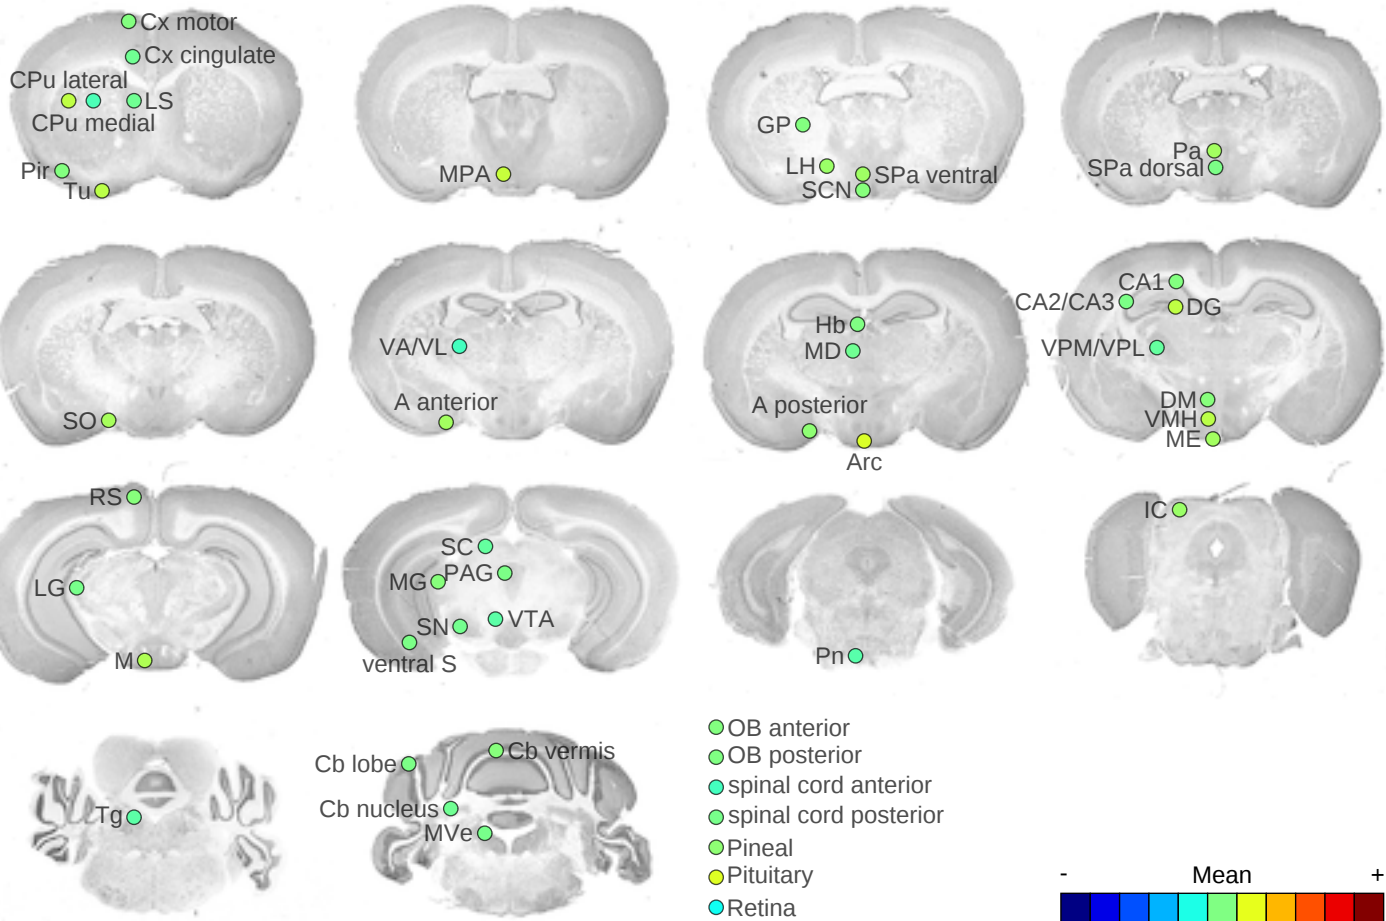 Cx motor
Cx cingulate
CPu lateral
LS
CPu medial
Pir
Tu
MPA
GP
LH
SPa ventral
SCN
Pa
SPa dorsal
SO
VA/VL
A anterior
Hb
MD
A posterior
Arc
CA1
CA2/CA3
DG
VPM/VPL
DM
VMH
ME
RS
LG
M
SC
MG
PAG
SN
VTA
ventral S
Pn
IC
Tg
Cb lobe
Cb vermis
Cb nucleus
MVe
OB anterior
OB posterior
spinal cord anterior
spinal cord posterior
Pineal
Pituitary
Retina
- Mean +